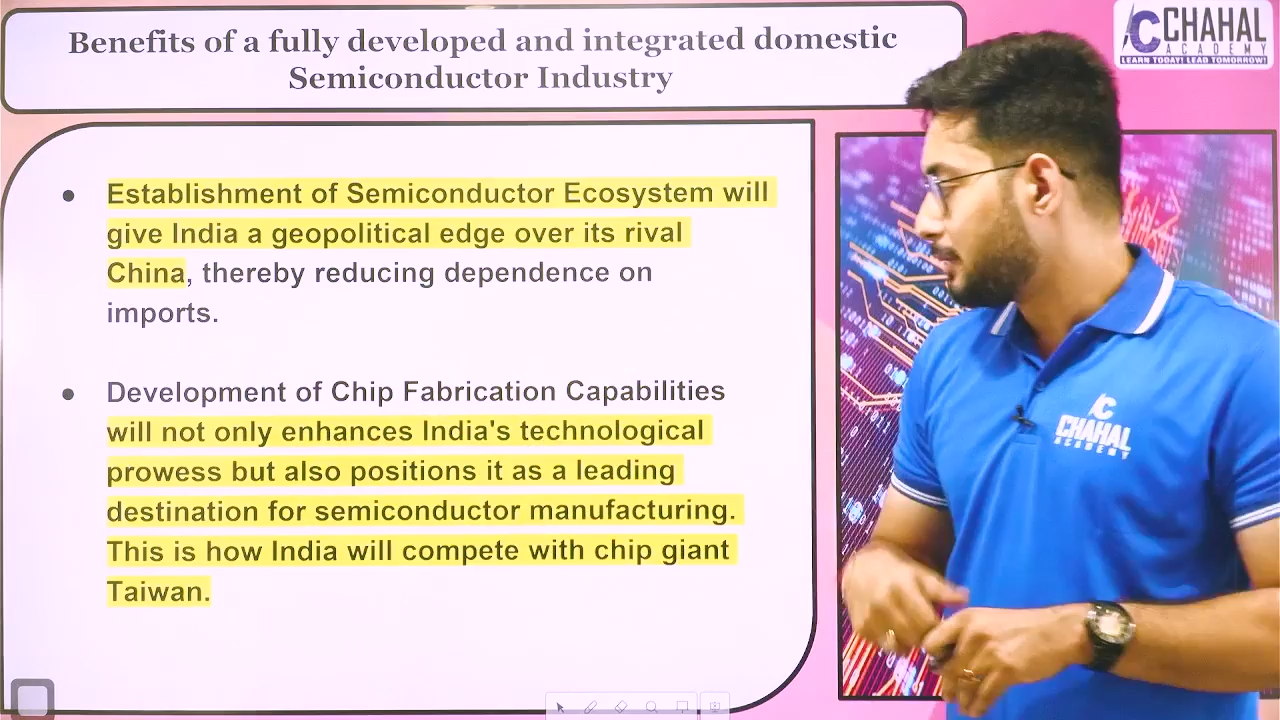 Benefits of a fully developed and integrated domestic
Semiconductor Industry
CHAHAL
ACADEMY
LEARN TODAY! LEAD TOMORROW!
● Establishment of Semiconductor Ecosystem will
give India a geopolitical edge over its rival
China, thereby reducing dependence on
imports.
● Development of Chip Fabrication Capabilities
will not only enhances India's technological
prowess but also positions it as a leading
destination for semiconductor manufacturing.
This is how India will compete with chip giant
Taiwan.
CHAHAL
ACADEMY